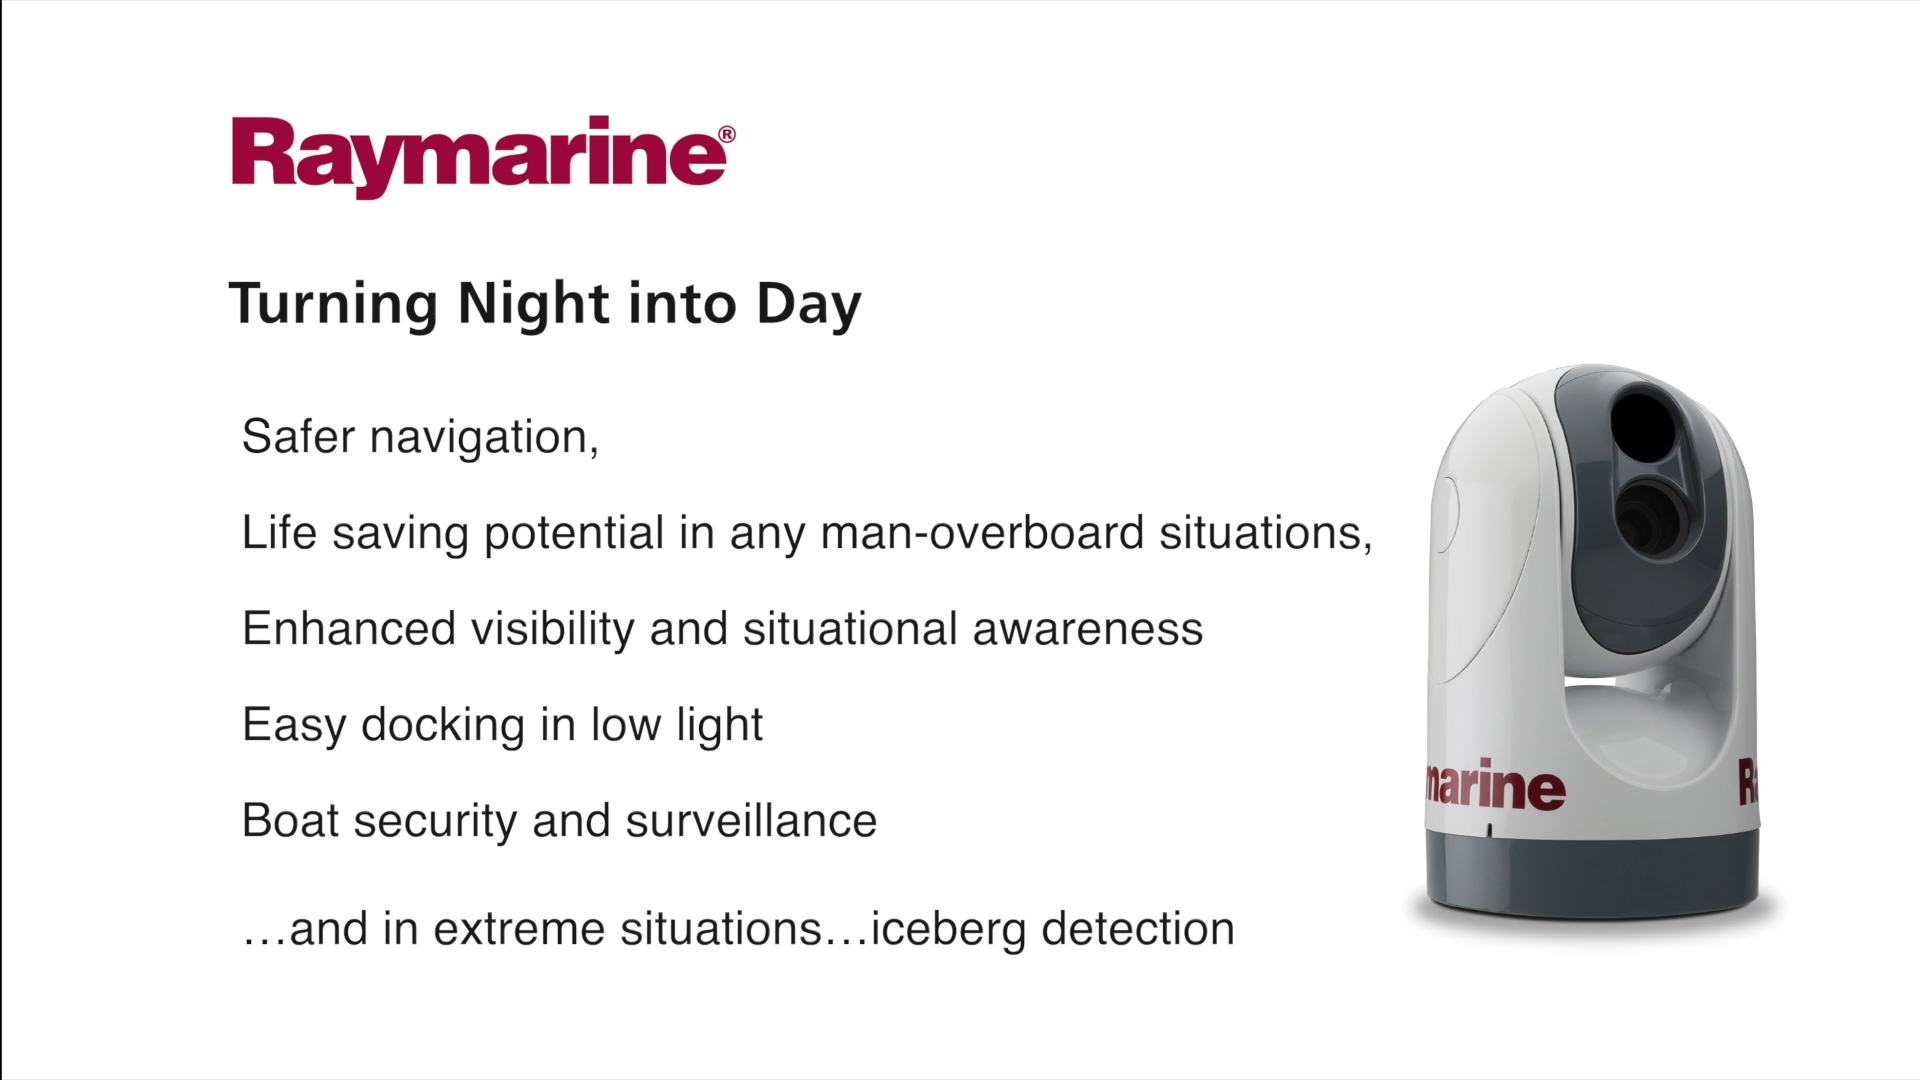 Raymarine®
Turning Night into Day
Safer navigation,
Life saving potential in any man-overboard situations,
Enhanced visibility and situational awareness
Easy docking in low light
Boat security and surveillance
…and in extreme situations…iceberg detection
marine
Ra